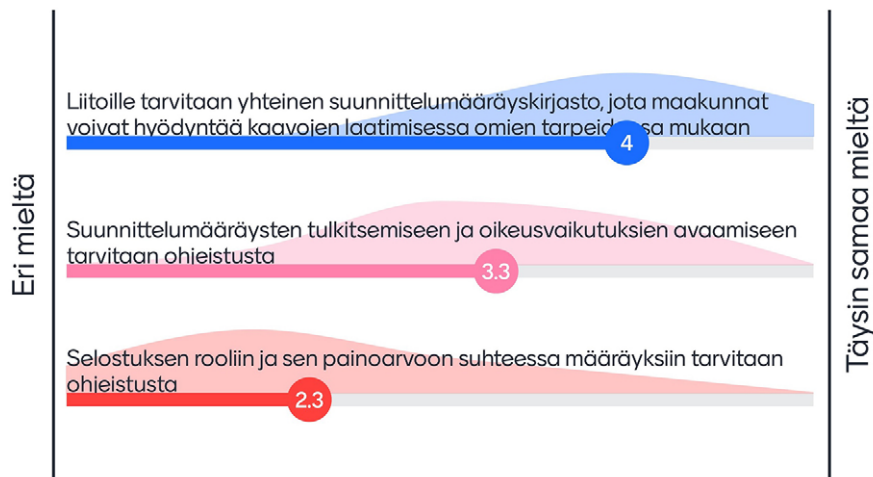 Eri mieltä
Liitoille tarvitaan yhteinen suunnittelumääräyskirjasto, jota maakunnat
voivat hyödyntää kaavojen laatimisessa omien tarpeidensa mukaan
4
Suunnittelumääräysten tulkitsemiseen ja oikeusvaikutuksien avaamiseen
tarvitaan ohjeistusta
3.3
Selostuksen rooliin ja sen painoarvoon suhteessa määräyksiin tarvitaan
ohjeistusta
2.3
Täysin samaa mieltä